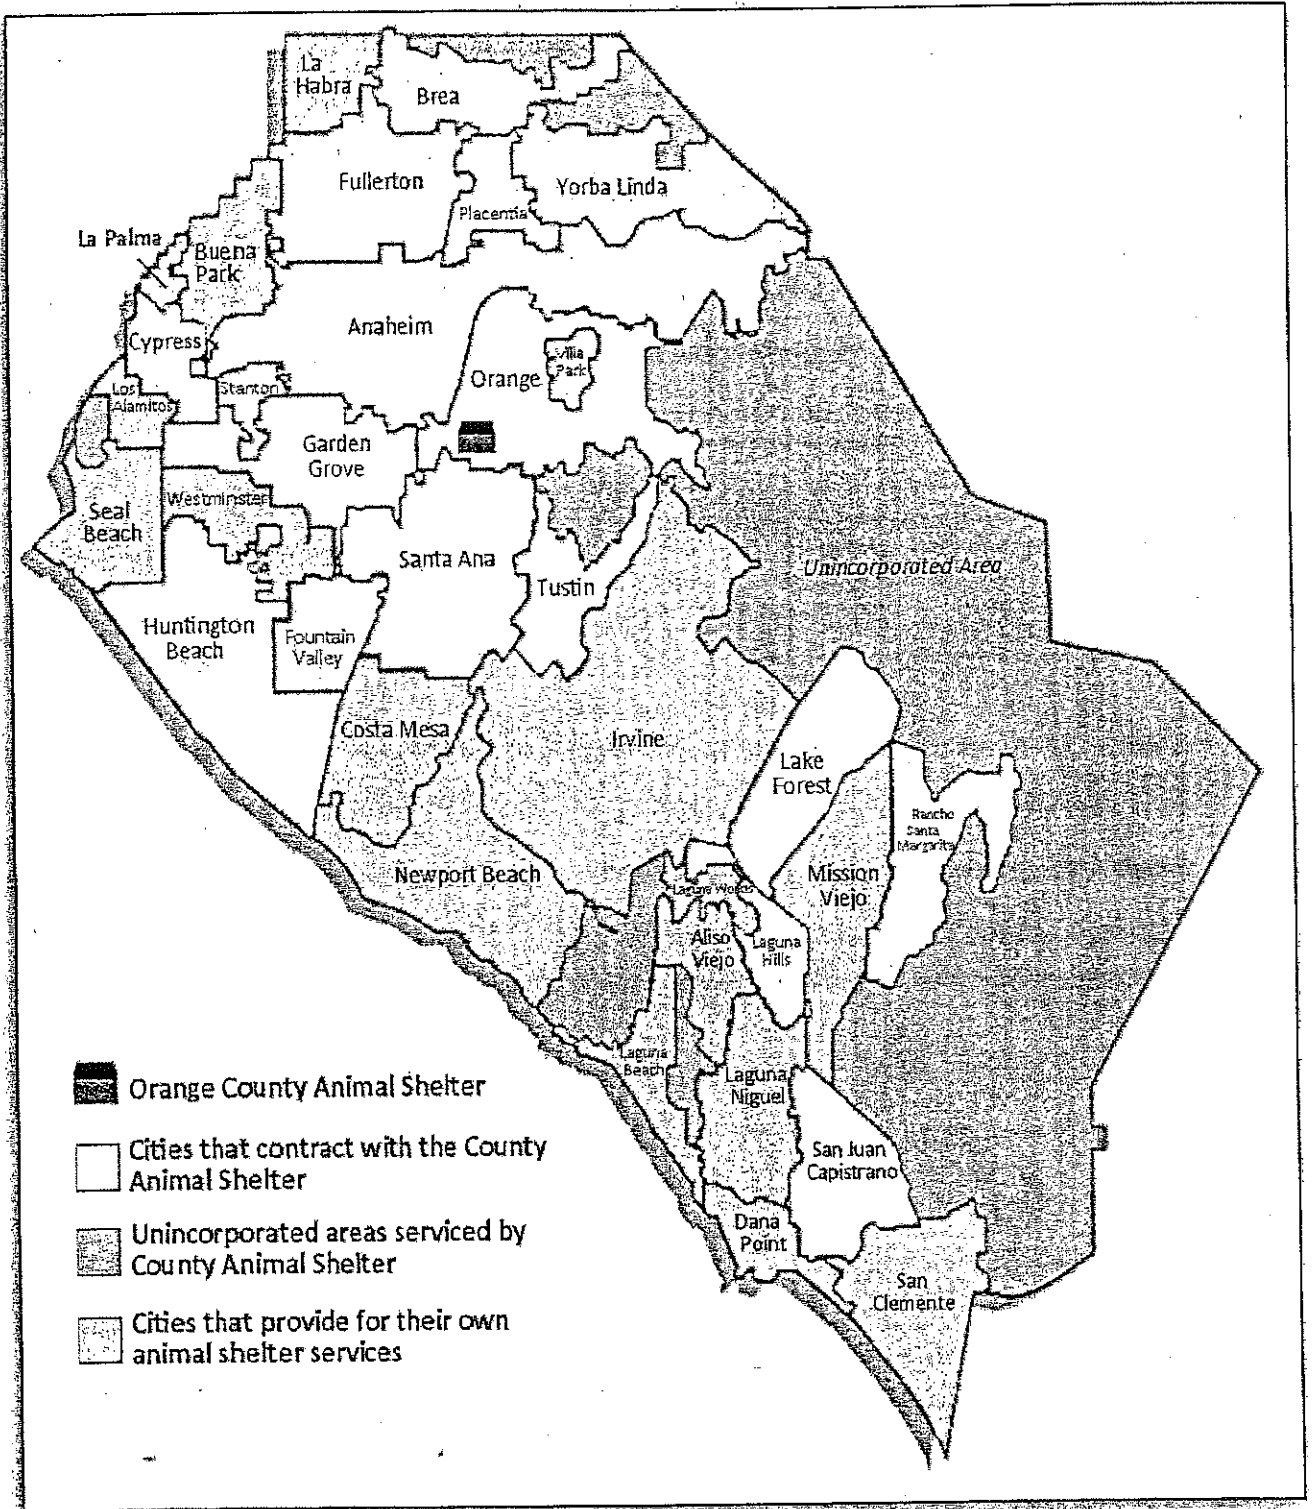 La
Habra
Brea
Fullerton
Yorba Linda
Placentia
La Palma
Buena
Park
Anaheim
Cypress
Villa
Park
Orange
Los
Alamitos
Stanton
Garden
Grove
Westminster
Seal
Beach
Santa Ana
Tustin
Unincorporated Area
Huntington
Beach
Fountain
Valley
Costa Mesa
Irvine
Lake
Forest
Rancho
Santa
Margarita
Newport Beach
Mission
Viejo
Laguna Woods
Aliso
Viejo
Laguna
Hills
Laguna
Beach
Laguna
Niguel
San Juan
Capistrano
Dana
Point
San
Clemente
Orange County Animal Shelter
Cities that contract with the County
Animal Shelter
Unincorporated areas serviced by
County Animal Shelter
Cities that provide for their own
animal shelter services